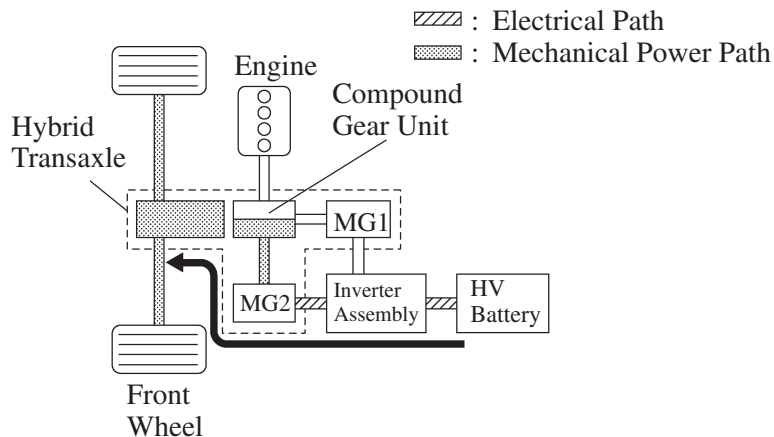 : Electrical Path
: Mechanical Power Path
Engine
Compound
Gear Unit
Hybrid
Transaxle
MG1
MG2
Inverter
Assembly
HV
Battery
Front
Wheel